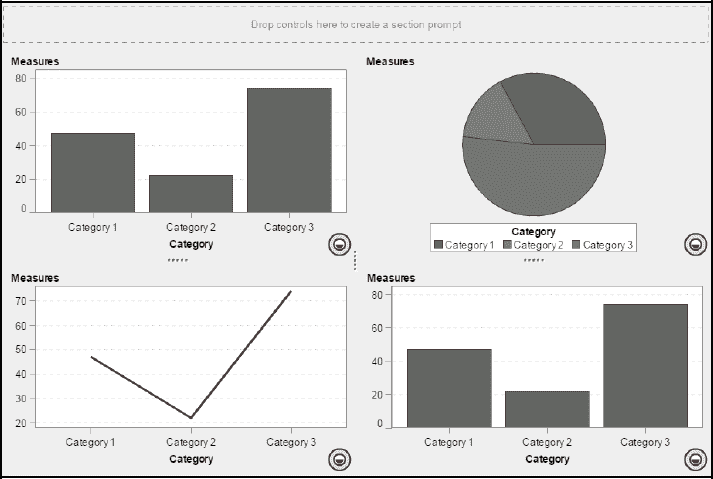 Drop controls here to create a section prompt
Measures
80
60
40
20
0
Category 1 Category 2 Category 3
Category
Measures
Category
Category 1 Category 2 Category 3
Measures
70
60
50
40
30
20
Category 1 Category 2 Category 3
Category
Measures
80
60
40
20
0
Category 1 Category 2 Category 3
Category